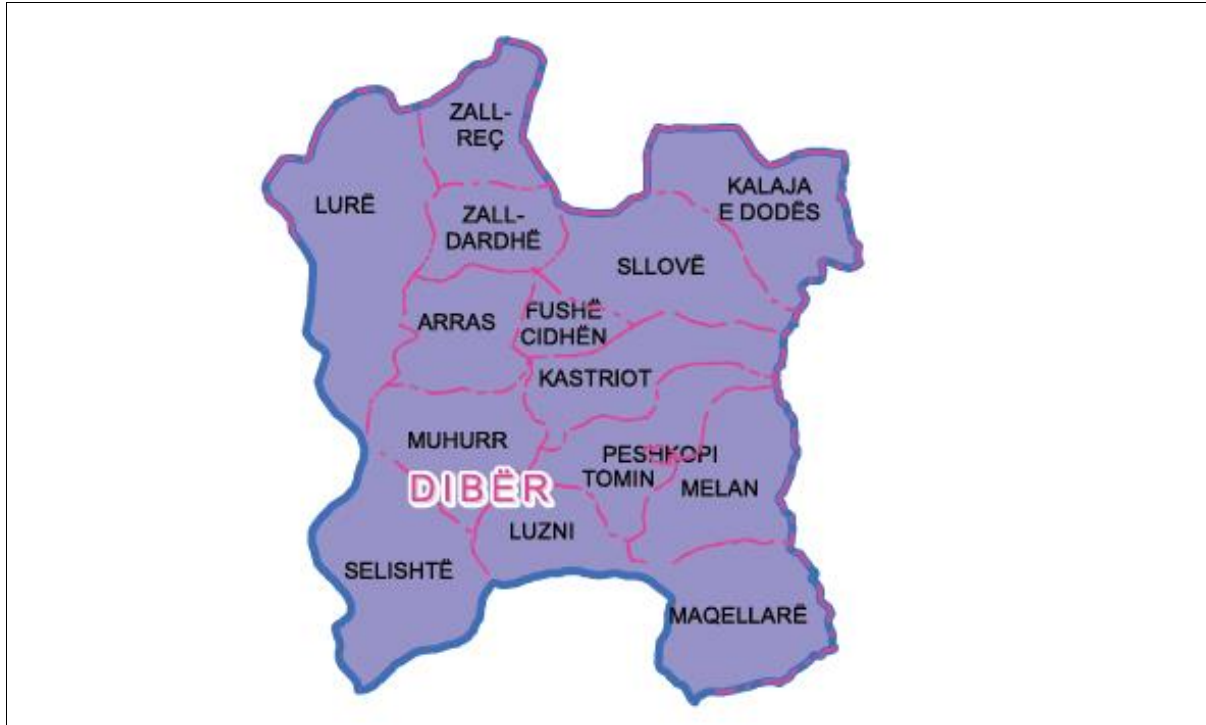 ZALL-
REÇ
KALAJA
E DODËS
LURË
ZALL-
DARDHË
SLLOVË
ARRAS
FUSHË
CIDHËN
KASTRIOT
MUHURR
PESHKOPI
TOMIN
MELAN
DIBËR
LUZNI
SELISHTË
MAQELLARË